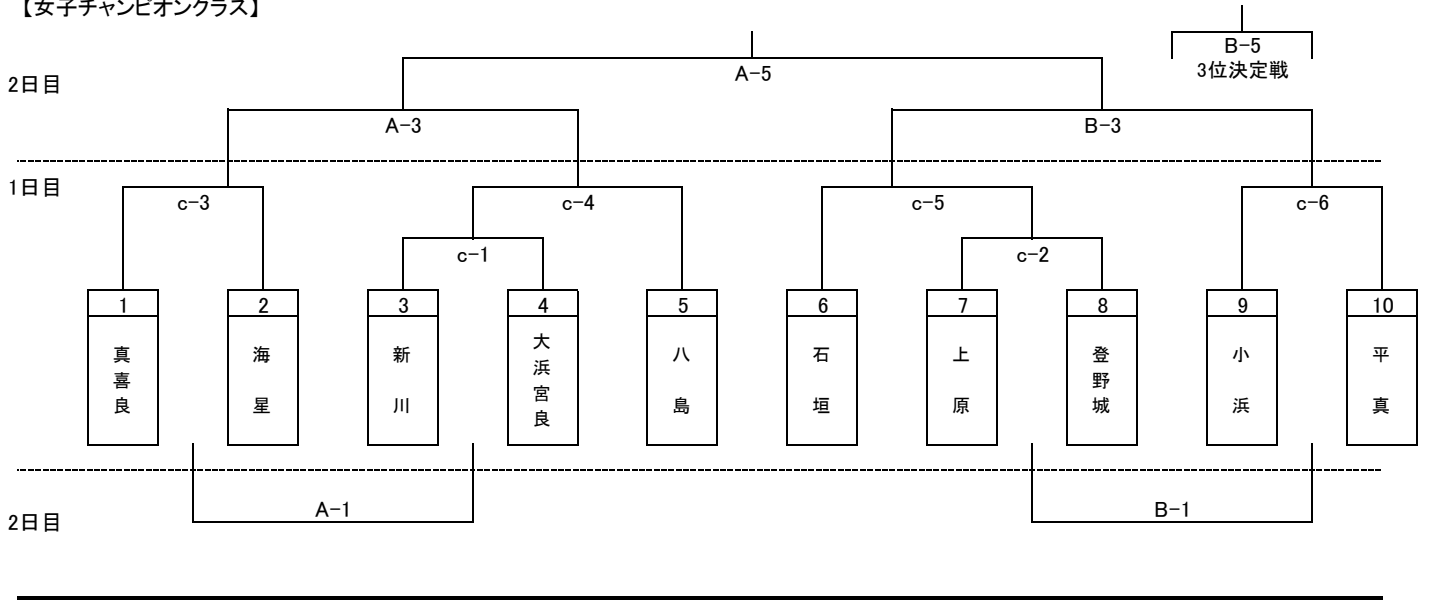 【女子チャンピオンクラス】
B-5
3位決定戦
A-5
2日目
A-3
B-3
1日目
c-3
c-4
c-5
c-6
c-1
c-2
1
2
3
4
5
6
7
8
9
10
真喜良
海星
新川
大浜宮良
八島
石垣
上原
登野城
小浜
平真
A-1
B-1
2日目